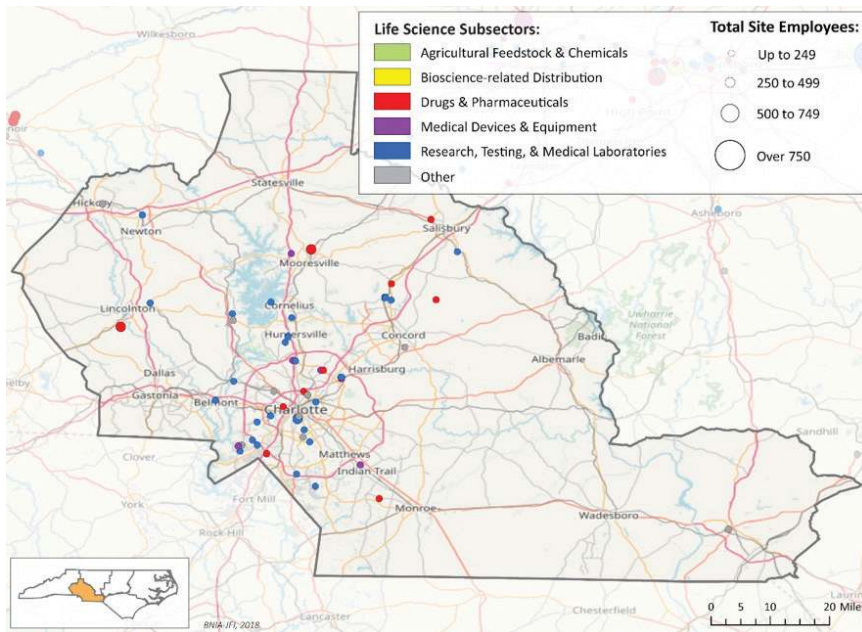 Wilkesboro
Life Science Subsectors:
Agricultural Feedstock & Chemicals
Bioscience-related Distribution
Drugs & Pharmaceuticals
Medical Devices & Equipment
Research, Testing, & Medical Laboratories
Other
Total Site Employees:
Up to 249
250 to 499
500 to 749
Over 750
Statesville
Hickory
Newton
Salisbury
Asheboro
Mooresville
Lincolnton
Cornelius
Huntersville
Concord
Uwharrie
National
Forest
Badin
Albemarle
Dallas
Harrisburg
Gastonia
Belmont
Charlotte
Clover
Matthews
Indian Trail
Sandhill
York
Fort Mill
Monroe
Wadesboro
Rock Hill
Lancaster
Chesterfield
BNIA-JFI, 2018.
0 5 10 20 Mile